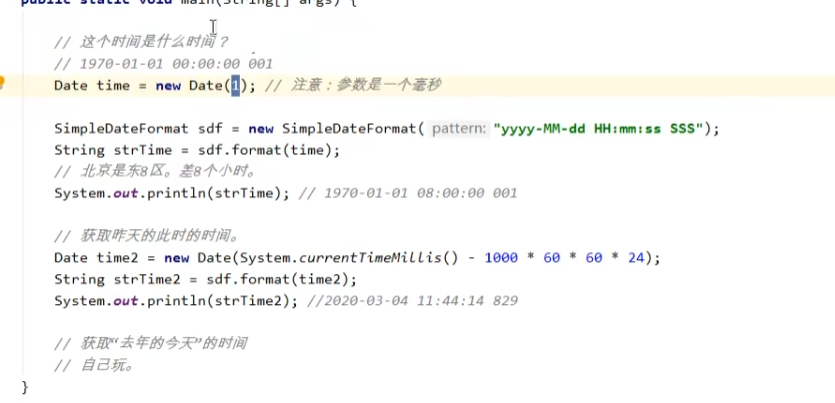 public static void main(String[] args) {
// 这个时间是什么时间？
// 1970-01-01 00:00:00 001
Date time = new Date(1); // 注意：参数是一个毫秒
SimpleDateFormat sdf = new SimpleDateFormat( pattern: "yyyy-MM-dd HH:mm:ss SSS");
String strTime = sdf.format(time);
// 北京是东8区。差8个小时。
System.out.println(strTime); // 1970-01-01 08:00:00 001
// 获取昨天的此时的时间。
Date time2 = new Date(System.currentTimeMillis() - 1000 * 60 * 60 * 24);
String strTime2 = sdf.format(time2);
System.out.println(strTime2); //2020-03-04 11:44:14 829
// 获取“去年的今天”的时间
// 自己玩。
}